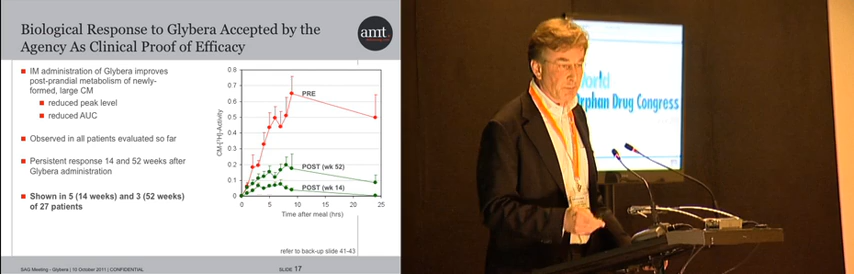 Biological Response to Glybera Accepted by the
Agency As Clinical Proof of Efficacy
amt.
IM administration of Glybera improves
post-prandial metabolism of newly-
formed, large CM
reduced peak level
reduced AUC
Observed in all patients evaluated so far
Persistent response 14 and 52 weeks after
Glybera administration
Shown in 5 (14 weeks) and 3 (52 weeks)
of 27 patients
CM-[³H]-Activity
0 8
0 7
0 6
0 5
0 4
0 3
0 2
0 1
0
PRE
POST (wk 52)
POST (wk 14)
0 5 10 15 20 25
Time after meal (hrs)
refer to back-up slide 41-43
SAG Meeting - Glybera | 10 October 2011 | CONFIDENTIAL
SLIDE 17
World
Orphan Drug Congress